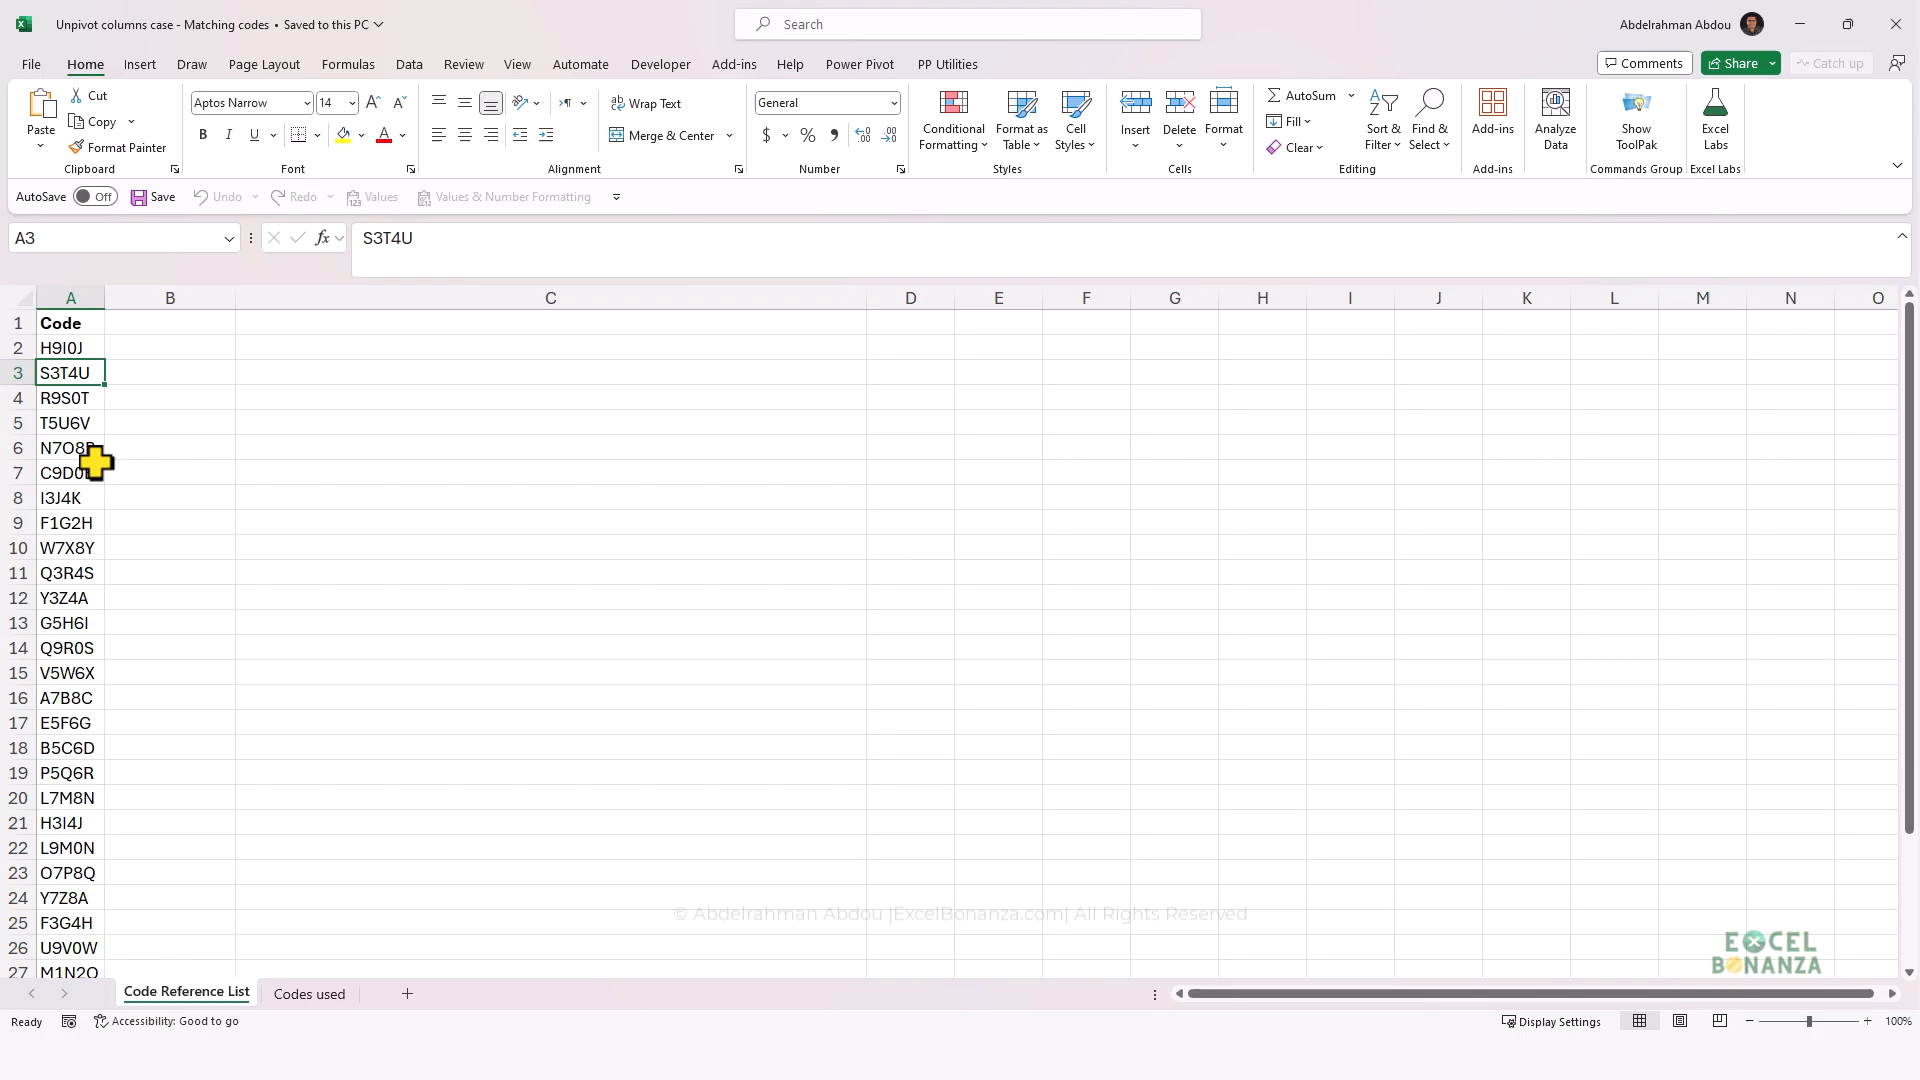 Unpivot columns case - Matching codes • Saved to this PC
Search
Abdelrahman Abdou
File Home Insert Draw Page Layout Formulas Data Review View Automate Developer Add-ins Help Power Pivot PP Utilities
Comments Share Catch up
Paste
Cut
Copy
Format Painter
Clipboard
Aptos Narrow 14
B I U
Font
Wrap Text
Merge & Center
Alignment
General
$ % 9
Number
Conditional Formatting
Format as Table
Cell Styles
Styles
Insert Delete Format
Cells
AutoSum
Fill
Clear
Sort & Filter
Find & Select
Editing
Add-ins
Add-ins
Analyze Data
Show ToolPak
Commands Group
Excel Labs
Excel Labs
AutoSave Off Save Undo Redo Values Values & Number Formatting
A3 fx S3T4U
A B C D E F G H I J K L M N O
1 Code
2 H9I0J
3 S3T4U
4 R9S0T
5 T5U6V
6 N7O8
7 C9D0
8 I3J4K
9 F1G2H
10 W7X8Y
11 Q3R4S
12 Y3Z4A
13 G5H6I
14 Q9R0S
15 V5W6X
16 A7B8C
17 E5F6G
18 B5C6D
19 P5Q6R
20 L7M8N
21 H3I4J
22 L9M0N
23 O7P8Q
24 Y7Z8A
25 F3G4H
26 U9V0W
27 M1N2O
© Abdelrahman Abdou |ExcelBonanza.com| All Rights Reserved
EXCEL
BONANZA
Code Reference List Codes used
Ready Accessibility: Good to go Display Settings 100%